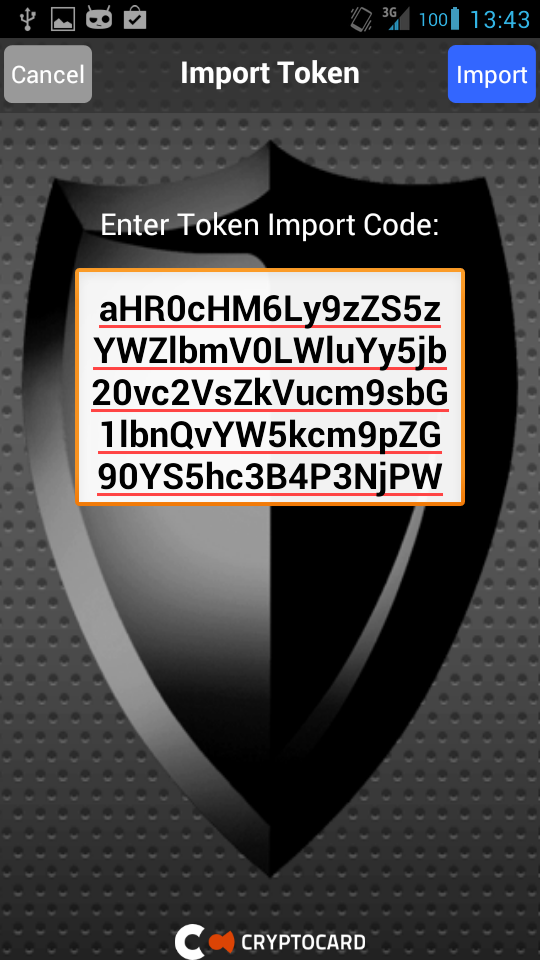 3G
100
13:43
Cancel
Import Token
Import
Enter Token Import Code:
aHR0cHM6Ly9zZS5z
YWZlbmV0LWluYy5jb
20vc2VsZkVucm9sbG
1lbnQvYW5kcm9pZG
90YS5hc3B4P3NjPW
CRYPTOCARD